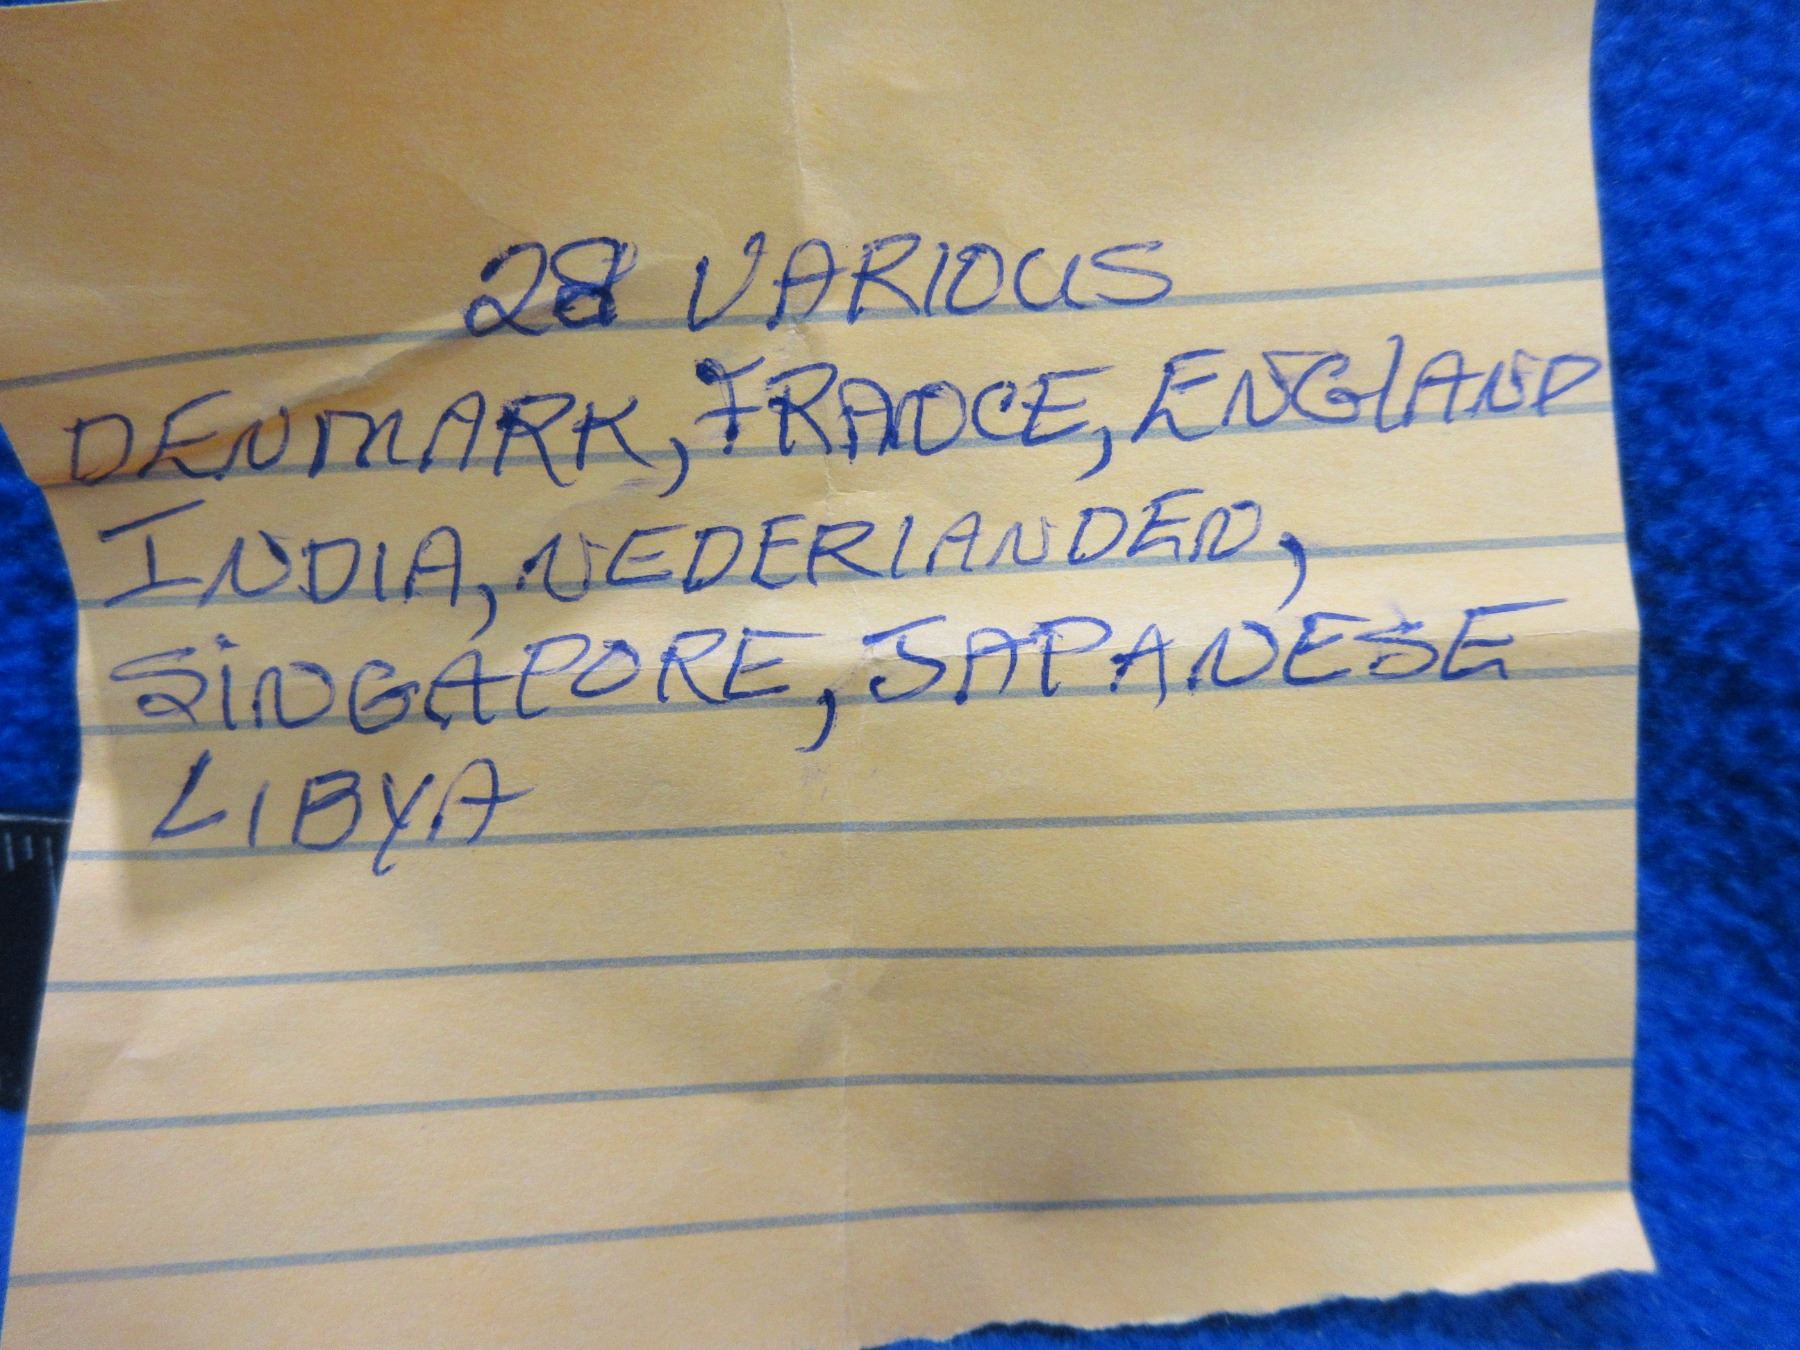 28 VARIOUS
DENMARK, FRANCE, ENGLAND
INDIA, NEDERLANDEN,
SINGAPORE, JAPANESE
LIBYA